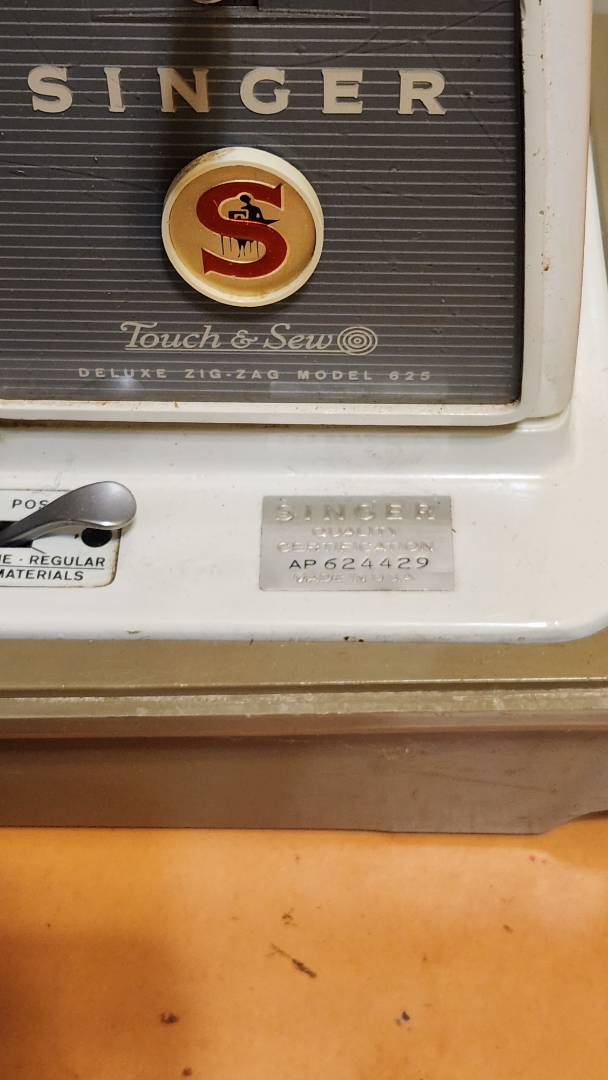 SINGER
S
Touch & Sew
DELUXE ZIG-ZAG MODEL 625
SINGER
QUALITY
CERTIFICATION
AP 624429
MADE IN U.S.A.
REGULAR
MATERIALS